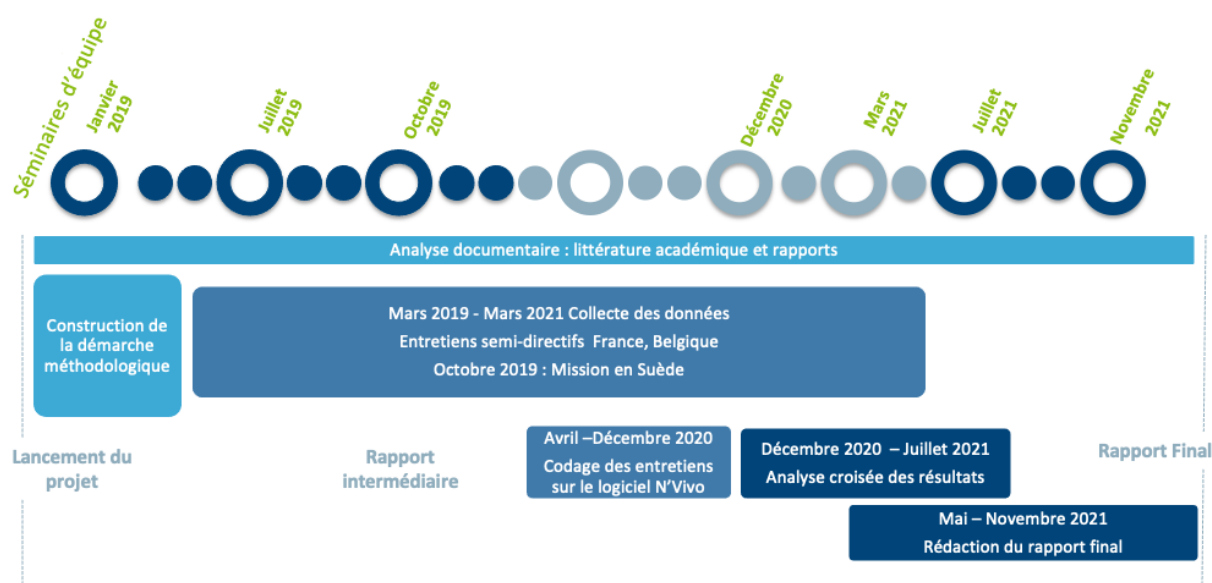 Séminaires d'équipe
Janvier
2019
Juillet
2019
Octobre
2019
Décembre
2020
Mars
2021
Juillet
2021
Novembre
2021
Analyse documentaire : littérature académique et rapports
Construction de
la démarche
méthodologique
Mars 2019 - Mars 2021 Collecte des données
Entretiens semi-directifs  France, Belgique
Octobre 2019 : Mission en Suède
Lancement du
projet
Rapport
intermédiaire
Avril –Décembre 2020
Codage des entretiens
sur le logiciel N'Vivo
Décembre 2020  – Juillet 2021
Analyse croisée des résultats
Rapport Final
Mai – Novembre 2021
Rédaction du rapport final